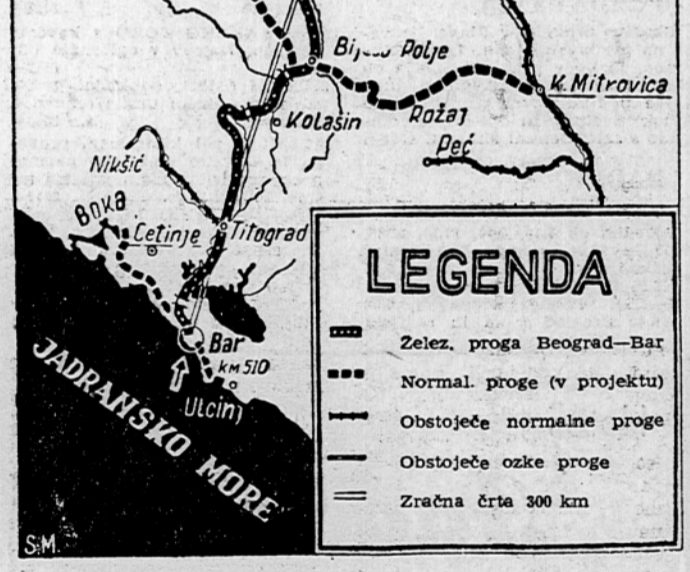 Bijelo Polje
K. Mitrovica
Rožaj
Kolašin
Peć
Nikšić
Boka
Cetinje
Titograd
Bar
KM 510
Ulcinj
JADRANSKO MORE
S.M.
LEGENDA
Želez. proga Beograd—Bar
Normal. proge (v projektu)
Obstoječe normalne proge
Obstoječe ozke proge
Zračna črta 300 km